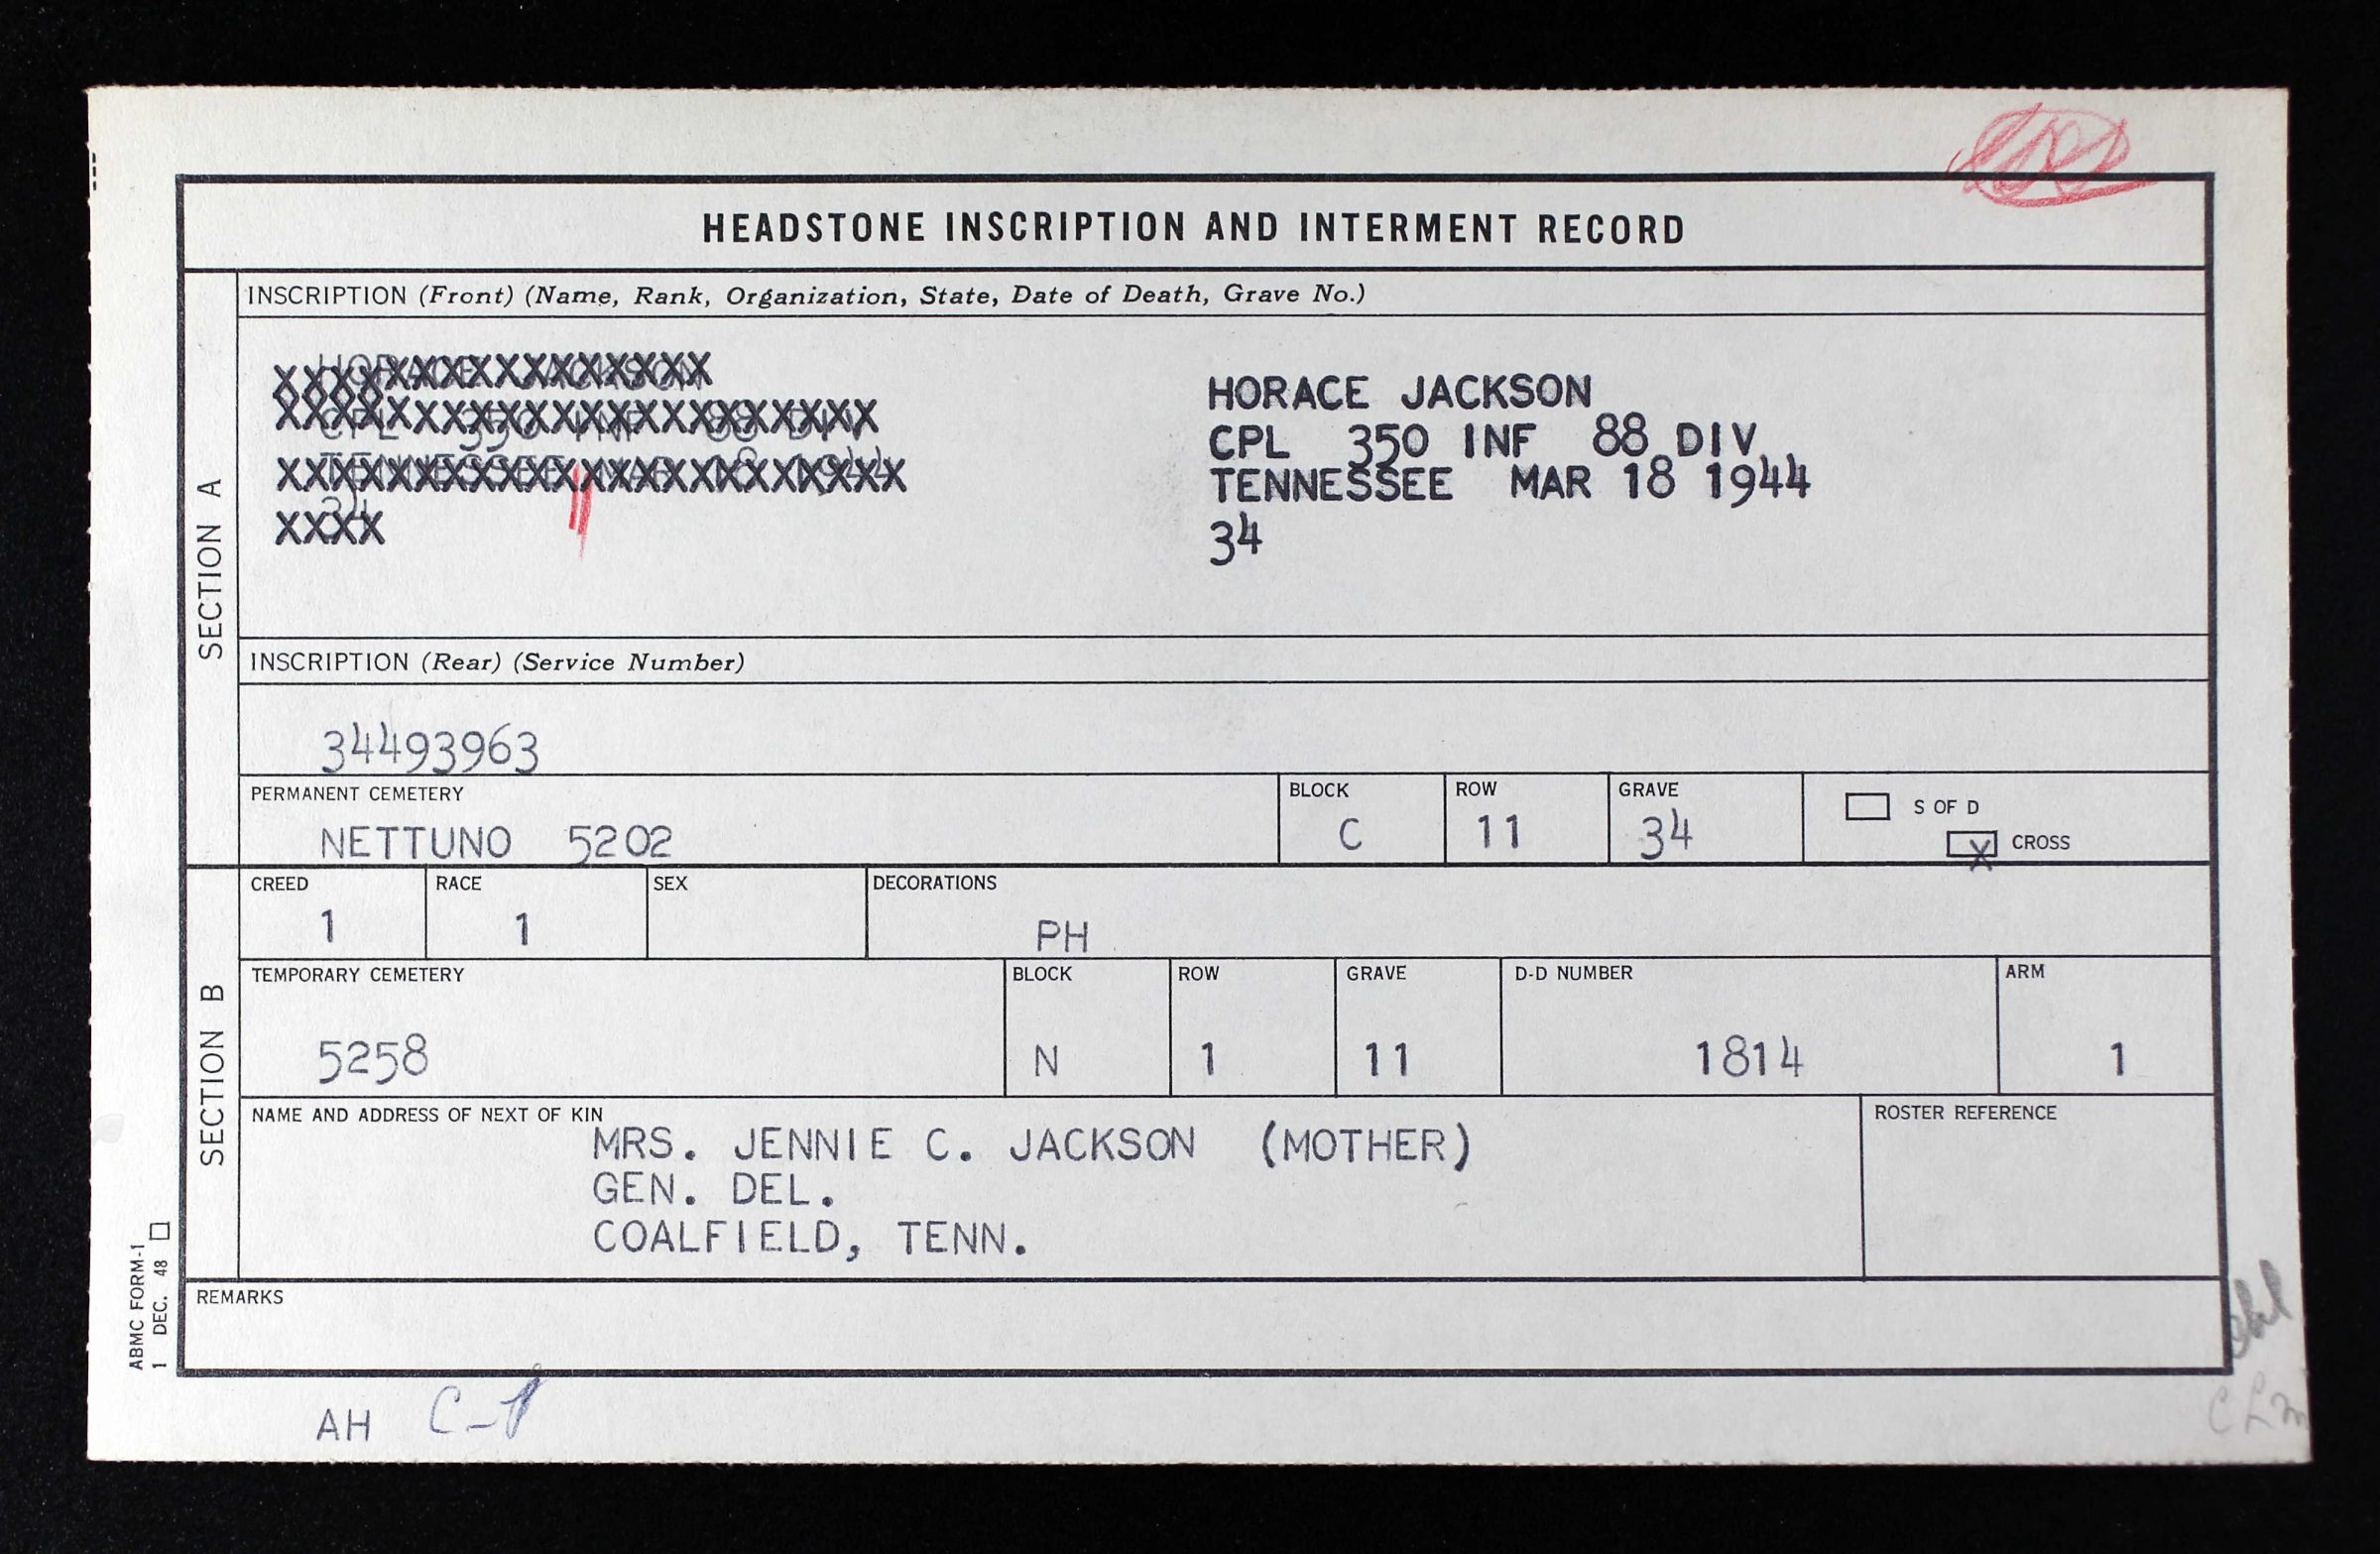 HEADSTONE INSCRIPTION AND INTERMENT RECORD
SECTION A
INSCRIPTION (Front) (Name, Rank, Organization, State, Date of Death, Grave No.)
XXXXXXXXXXXXXXXX
XXXXXXXXXXXXXXXXXXXXXX
XXXXXXXXXXXXXXXXXXXXXXX
XXXX
HORACE JACKSON
CPL 350 INF 88 DIV
TENNESSEE MAR 18 1944
34
INSCRIPTION (Rear) (Service Number)
34493963
PERMANENT CEMETERY
NETTUNO 5202
BLOCK
C
ROW
11
GRAVE
34
S OF D
X CROSS
SECTION B
CREED
1
RACE
1
SEX
DECORATIONS
PH
TEMPORARY CEMETERY
5258
BLOCK
N
ROW
1
GRAVE
11
D-D NUMBER
1814
ARM
1
NAME AND ADDRESS OF NEXT OF KIN
MRS. JENNIE C. JACKSON (MOTHER)
GEN. DEL.
COALFIELD, TENN.
ROSTER REFERENCE
REMARKS
ABMC FORM-1
1 DEC. 48
AH